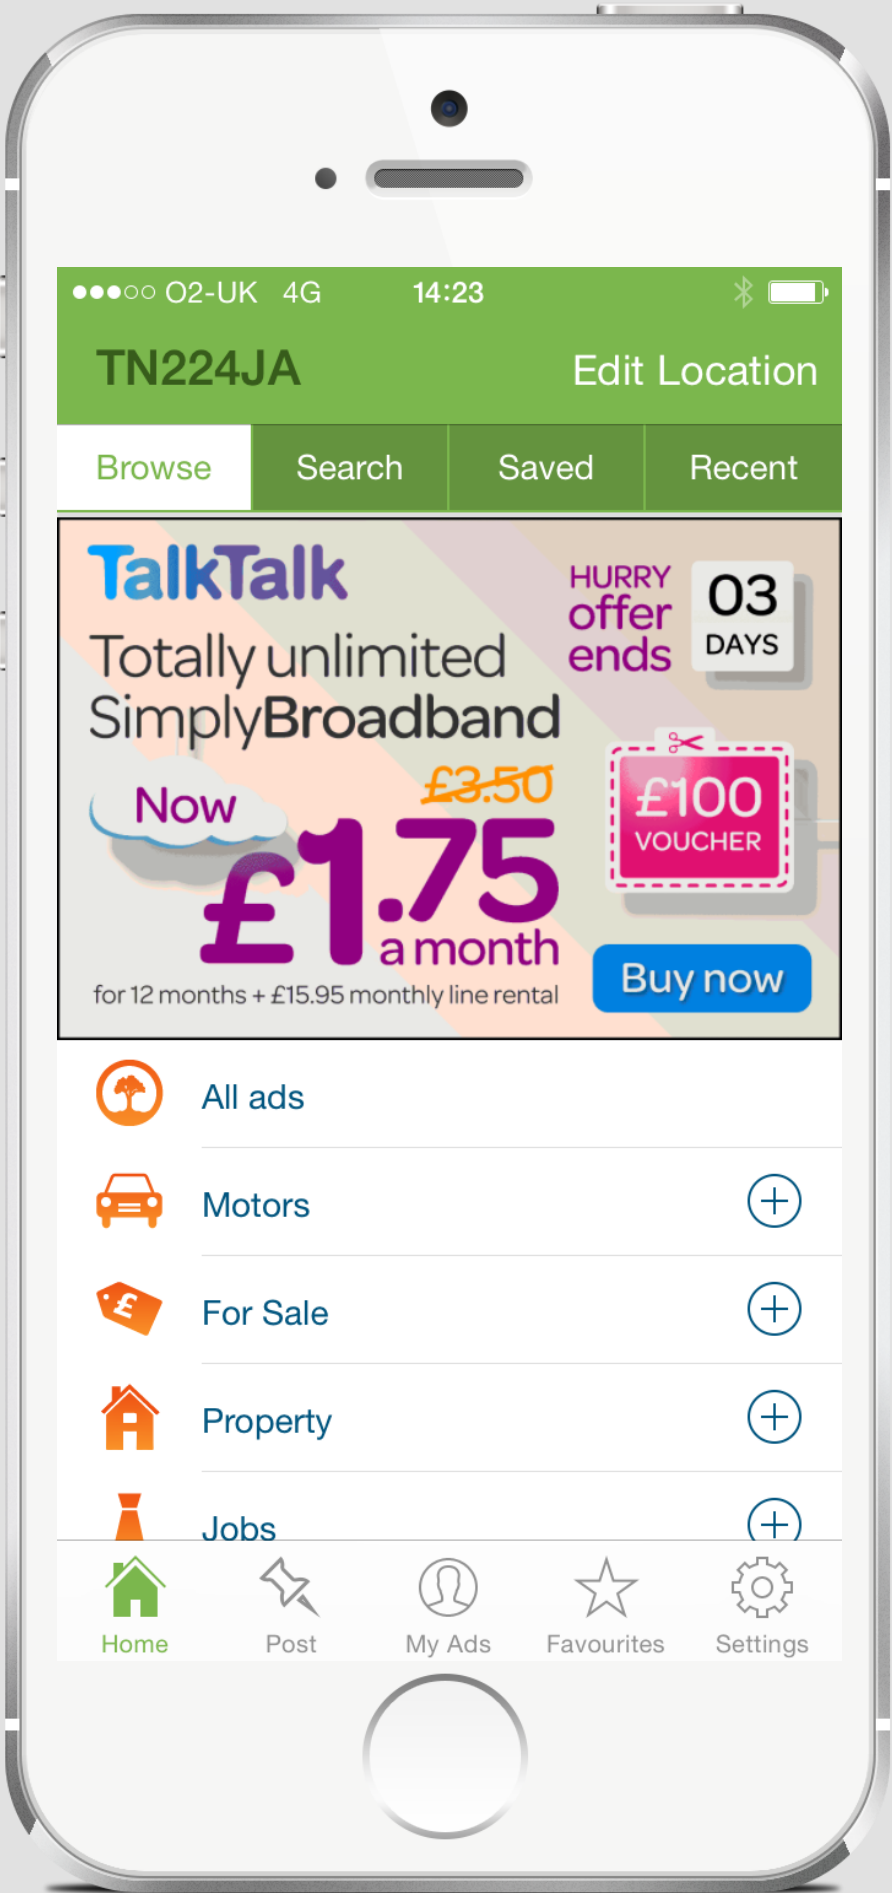 O2-UK 4G 14:23
TN224JA Edit Location
Browse Search Saved Recent
TalkTalk
Totally unlimited
SimplyBroadband
HURRY
offer
ends
03
DAYS
Now
£3.50
£1.75
a month
for 12 months + £15.95 monthly line rental
£100
VOUCHER
Buy now
All ads
Motors
£
For Sale
Property
Jobs
Home Post My Ads Favourites Settings